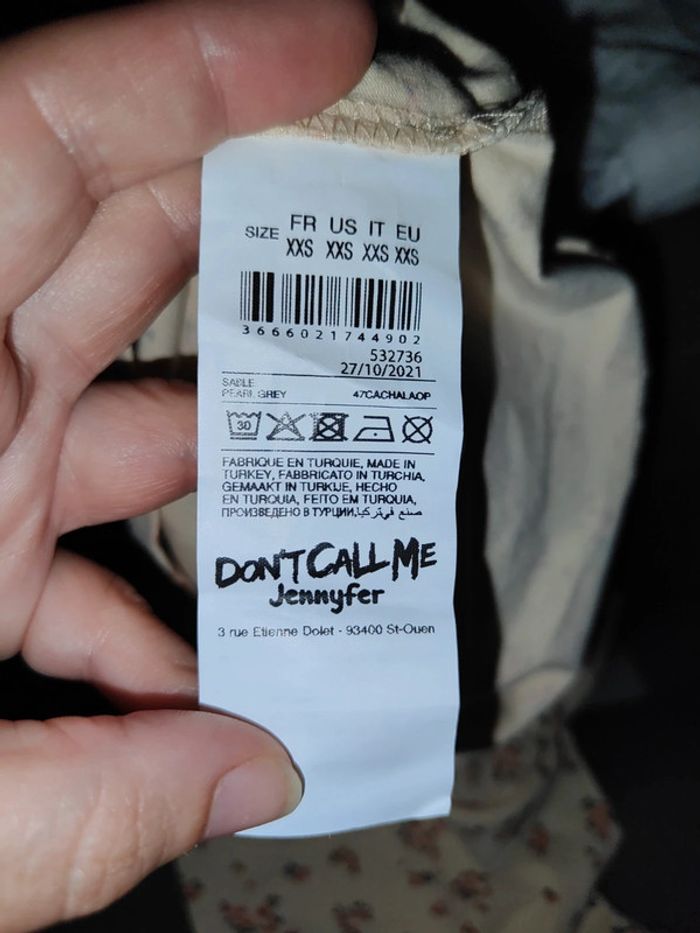 SIZE FR US IT EU
XXS XXS XXS XXS
3666021744902
532736
27/10/2021
SABLE
PEARL GREY 47CACHALAOP
30
FABRIQUE EN TURQUIE, MADE IN
TURKEY, FABBRICATO IN TURCHIA,
GEMAAKT IN TURKIJE, HECHO
EN TURQUIA, FEITO EM TURQUIA,
ПРОИЗВЕДЕНО В ТУРЦИИ, صنع في تركيا
DON'T CALL ME
Jennyfer
3 rue Etienne Dolet - 93400 St-Ouen